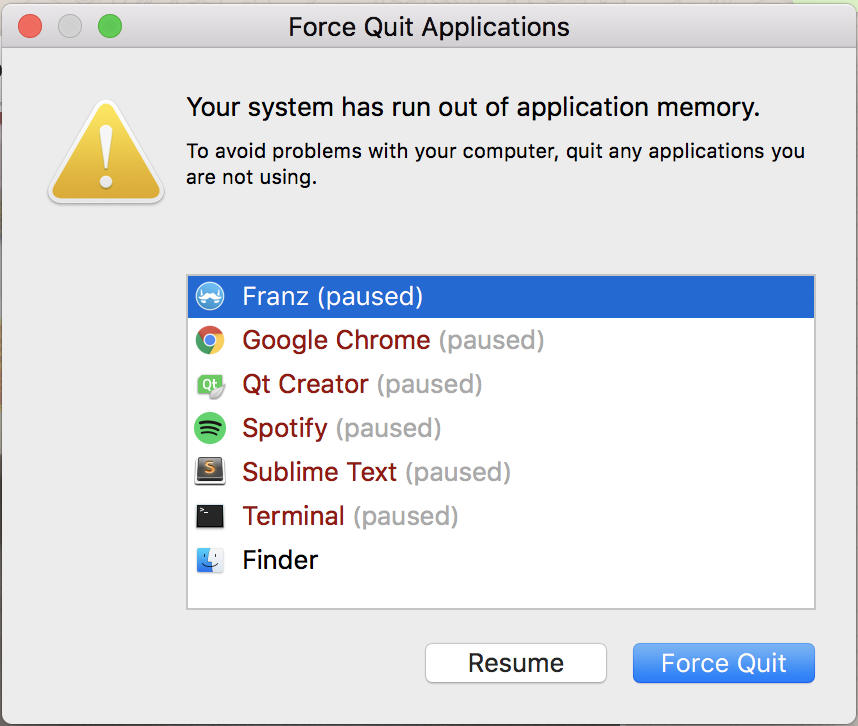 Force Quit Applications
Your system has run out of application memory.
To avoid problems with your computer, quit any applications you
are not using.
Franz (paused)
Google Chrome (paused)
Qt Creator (paused)
Spotify (paused)
Sublime Text (paused)
Terminal (paused)
Finder
Resume Force Quit